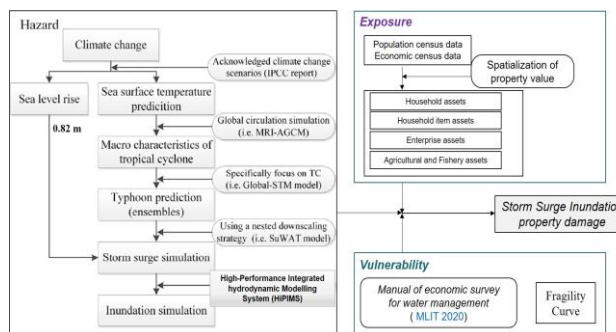 Hazard
Climate change
Acknowledged climate change
scenarios (IPCC report)
Sea level rise
Sea surface temperature
predicition
0.82 m
Global circulation simulation
(i.e. MRI-AGCM)
Macro characteristics of
tropical cyclone
Specifically focus on TC
(i.e. Global-STM model)
Typhoon prediction
(ensembles)
Using a nested downscaling
strategy (i.e. SuWAT model)
Storm surge simulation
High-Performance Integrated
hydrodynamic Modelling
System (HiPIMS)
Inundation simulation
Exposure
Population census data
Economic census data
Spatialization of
property value
Household assets
Household item assets
Enterprise assets
Agricultural and Fishery assets
Storm Surge Inundation
property damage
Vulnerability
Manual of economic survey
for water management
( MLIT 2020)
Fragility
Curve